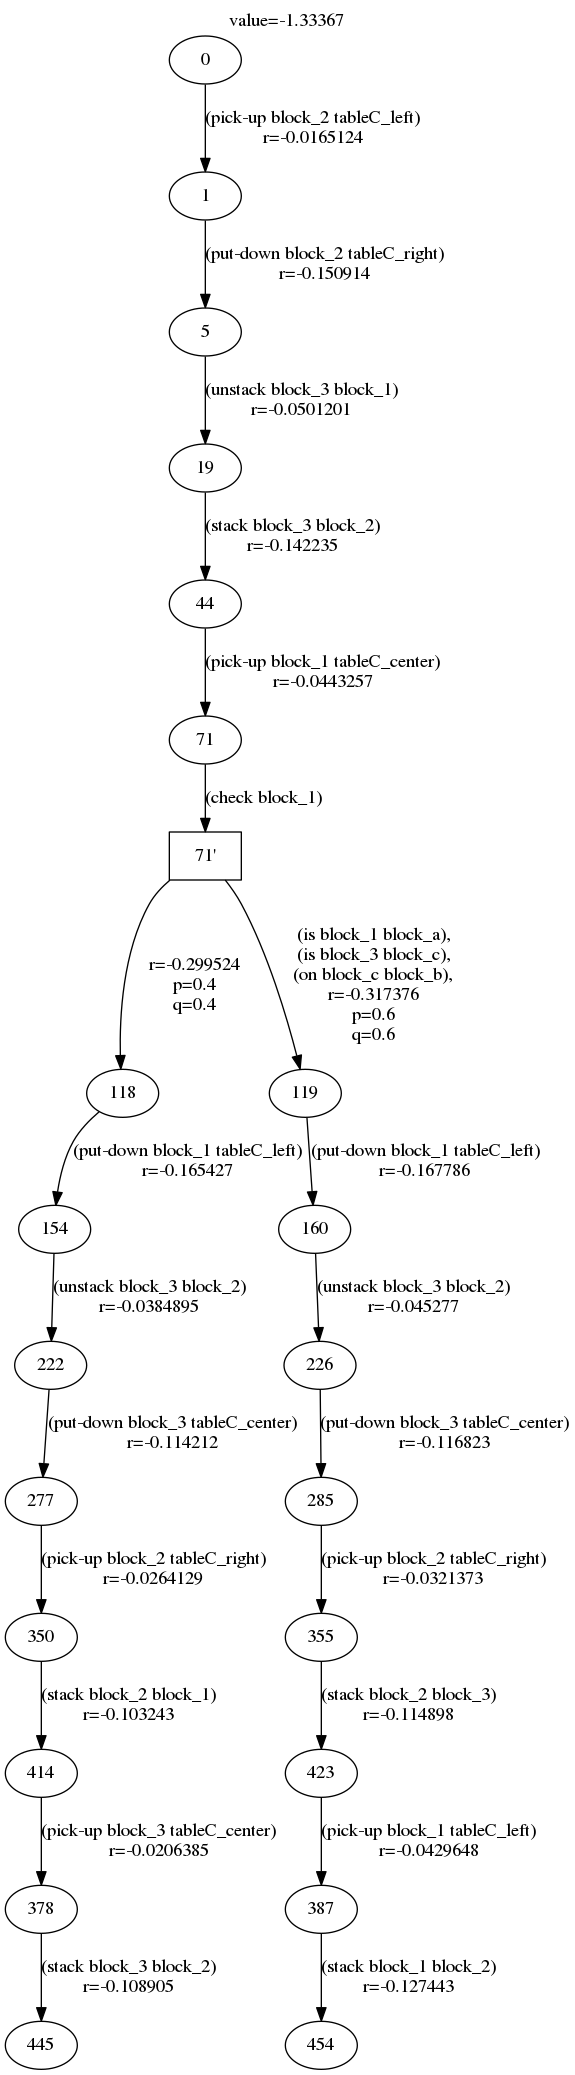 value=-1.33367
0
(pick-up block_2 tableC_left)
r=-0.0165124
1
(put-down block_2 tableC_right)
r=-0.150914
5
(unstack block_3 block_1)
r=-0.0501201
19
(stack block_3 block_2)
r=-0.142235
44
(pick-up block_1 tableC_center)
r=-0.0443257
71
(check block_1)
71'
r=-0.299524
p=0.4
q=0.4
(is block_1 block_a),
(is block_3 block_c),
(on block_c block_b),
r=-0.317376
p=0.6
q=0.6
118
119
(put-down block_1 tableC_left)
r=-0.165427
(put-down block_1 tableC_left)
r=-0.167786
154
160
(unstack block_3 block_2)
r=-0.0384895
(unstack block_3 block_2)
r=-0.045277
222
226
(put-down block_3 tableC_center)
r=-0.114212
(put-down block_3 tableC_center)
r=-0.116823
277
285
(pick-up block_2 tableC_right)
r=-0.0264129
(pick-up block_2 tableC_right)
r=-0.0321373
350
355
(stack block_2 block_1)
r=-0.103243
(stack block_2 block_3)
r=-0.114898
414
423
(pick-up block_3 tableC_center)
r=-0.0206385
(pick-up block_1 tableC_left)
r=-0.0429648
378
387
(stack block_3 block_2)
r=-0.108905
(stack block_1 block_2)
r=-0.127443
445
454